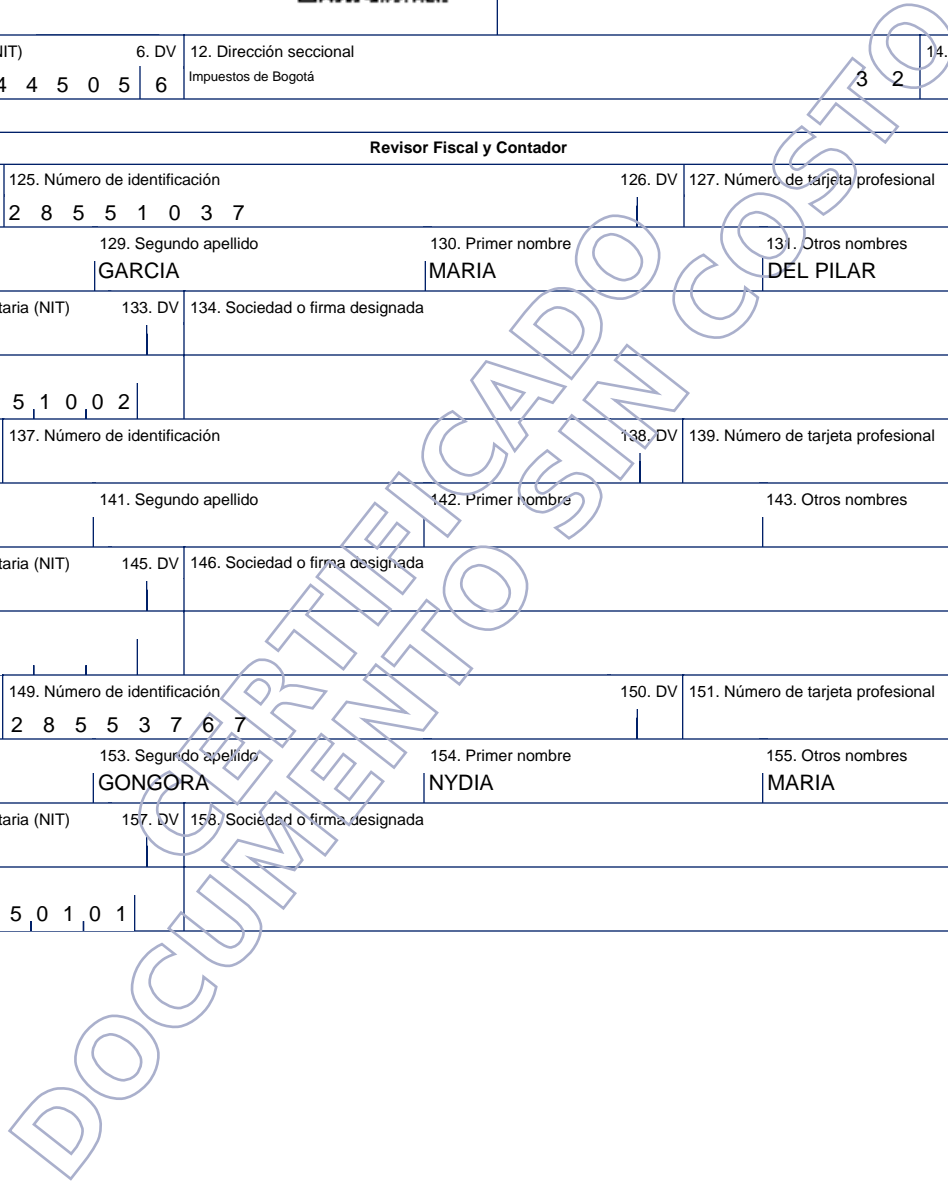 6. DV 12. Dirección seccional 14.
4 5 0 5 6 Impuestos de Bogotá 3 2
Revisor Fiscal y Contador
125. Número de identificación 126. DV 127. Número de tarjeta profesional
2 8 5 5 1 0 3 7
129. Segundo apellido 130. Primer nombre 131. Otros nombres
GARCIA MARIA DEL PILAR
(NIT) 133. DV 134. Sociedad o firma designada
5 1 0 0 2
137. Número de identificación 138. DV 139. Número de tarjeta profesional
141. Segundo apellido 142. Primer nombre 143. Otros nombres
(NIT) 145. DV 146. Sociedad o firma designada
149. Número de identificación 150. DV 151. Número de tarjeta profesional
2 8 5 5 3 7 6 7
153. Segundo apellido 154. Primer nombre 155. Otros nombres
GONGORA NYDIA MARIA
(NIT) 157. DV 158. Sociedad o firma designada
5 0 1 0 1
CERTIFICADO
DOCUMENTO SIN COSTO